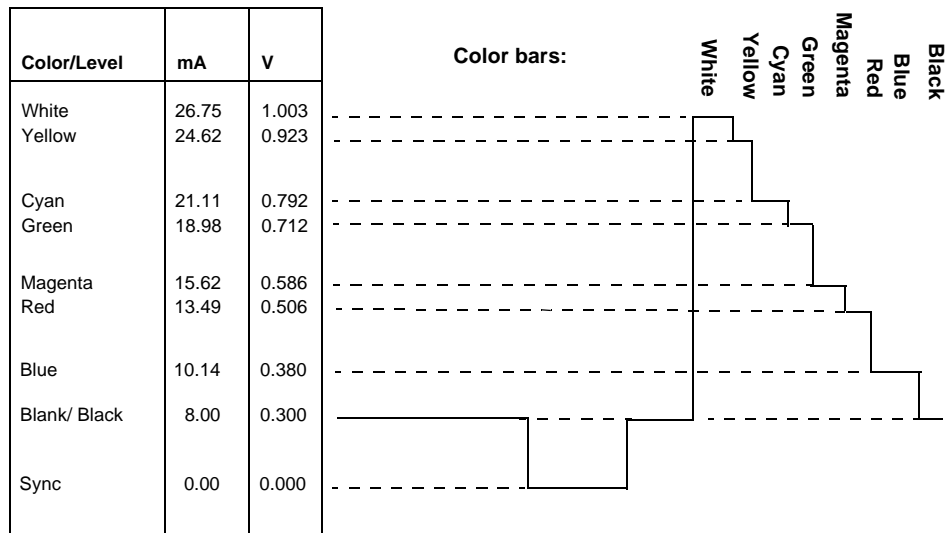 Color/Level mA V
White 26.75 1.003
Yellow 24.62 0.923
Cyan 21.11 0.792
Green 18.98 0.712
Magenta 15.62 0.586
Red 13.49 0.506
Blue 10.14 0.380
Blank/ Black 8.00 0.300
Sync 0.00 0.000
Color bars:
White
Yellow
Cyan
Green
Magenta
Red
Blue
Black